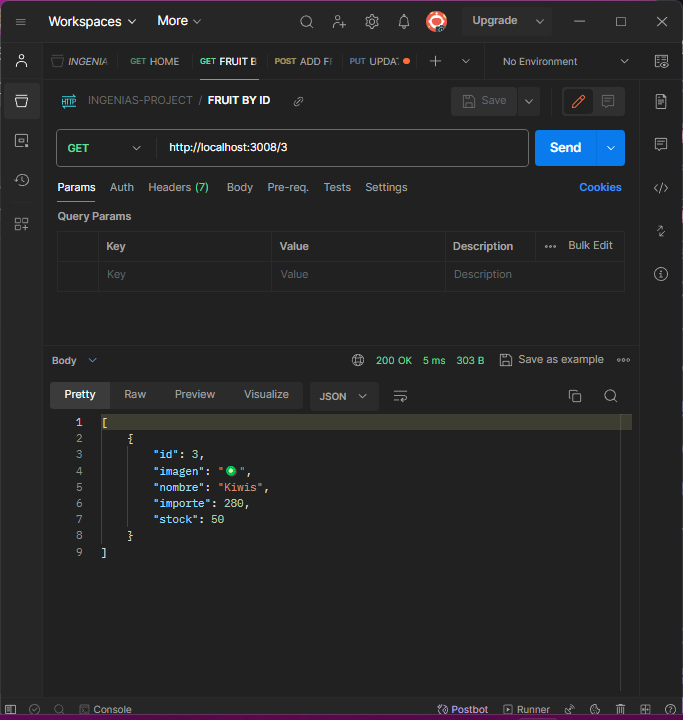 Workspaces More Upgrade
INGENIA GET HOME GET FRUIT B POST ADD FI PUT UPDA No Environment
HTTP INGENIAS-PROJECT / FRUIT BY ID Save
GET http://localhost:3008/3 Send
Params Auth Headers (7) Body Pre-req. Tests Settings Cookies
Query Params
Key Value Description Bulk Edit
Key Value Description
Body 200 OK 5 ms 303 B Save as example
Pretty Raw Preview Visualize JSON
1 [
2 {
3 "id": 3,
4 "imagen": "🥝",
5 "nombre": "Kiwis",
6 "importe": 280,
7 "stock": 50
8 }
9 ]
Console Postbot Runner